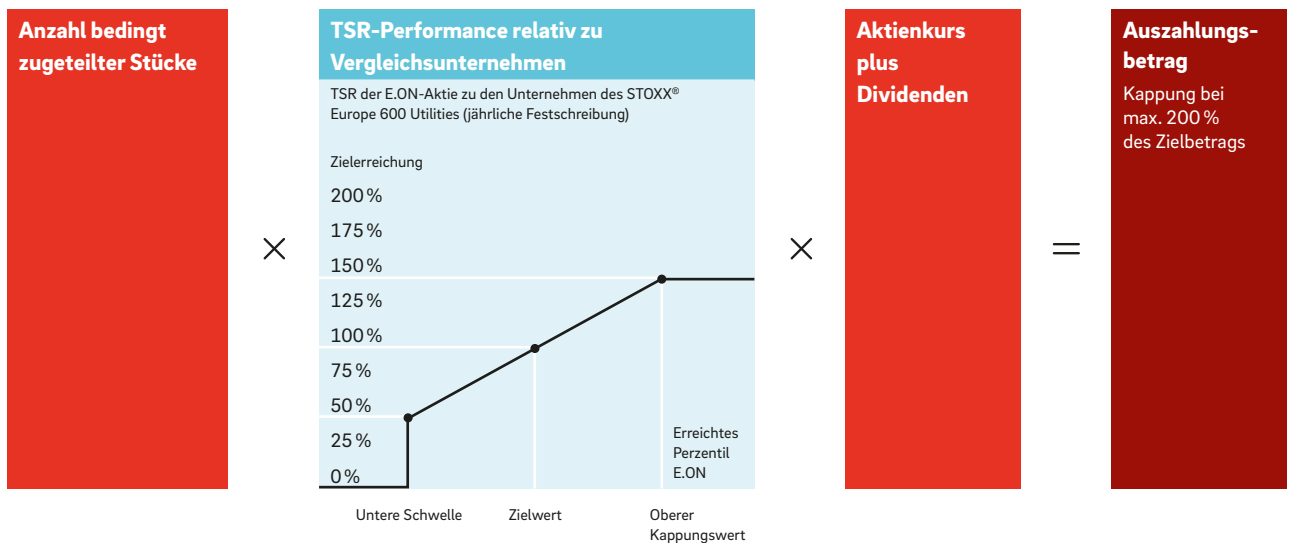 Anzahl bedingt
zugeteilter Stücke
×
TSR-Performance relativ zu
Vergleichsunternehmen
TSR der E.ON-Aktie zu den Unternehmen des STOXX®
Europe 600 Utilities (jährliche Festschreibung)
Zielerreichung
200 %
175 %
150 %
125 %
100 %
75 %
50 %
25 %
0 %
Erreichtes
Perzentil
E.ON
Untere Schwelle
Zielwert
Oberer
Kappungswert
×
Aktienkurs
plus
Dividenden
=
Auszahlungs-
betrag
Kappung bei
max. 200 %
des Zielbetrags